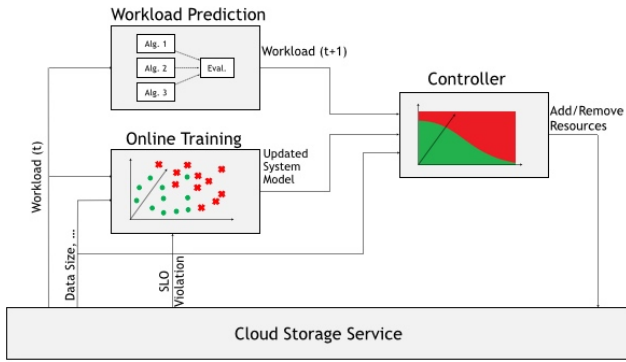 Workload Prediction
Alg. 1
Alg. 2
Alg. 3
Eval.
Workload (t+1)
Controller
Add/Remove
Resources
Online Training
Updated
System
Model
Workload (t)
Data Size, ...
SLO
Violation
Cloud Storage Service